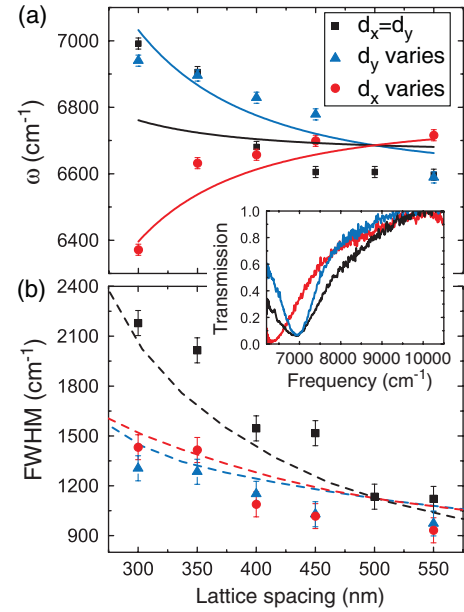 (a)
7000
6800
6600
6400
ω (cm⁻¹)
dₓ=d_y
d_y varies
dₓ varies
1.0
0.8
0.6
0.4
0.2
0.0
Transmission
7000 8000 9000 10000
Frequency (cm⁻¹)
(b)
2400
2100
1800
1500
1200
900
FWHM (cm⁻¹)
300 350 400 450 500 550
Lattice spacing (nm)